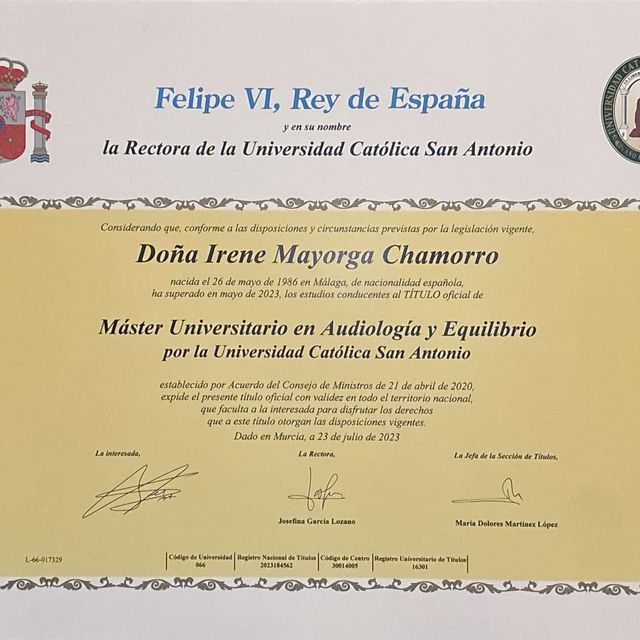 Felipe VI, Rey de España
y en su nombre
la Rectora de la Universidad Católica San Antonio
Considerando que, conforme a las disposiciones y circunstancias previstas por la legislación vigente,
Doña Irene Mayorga Chamorro
nacida el 26 de mayo de 1986 en Málaga, de nacionalidad española,
ha superado en mayo de 2023, los estudios conducentes al TÍTULO oficial de
Máster Universitario en Audiología y Equilibrio
por la Universidad Católica San Antonio
establecido por Acuerdo del Consejo de Ministros de 21 de abril de 2020,
expide el presente título oficial con validez en todo el territorio nacional,
que faculta a la interesada para disfrutar los derechos
que a este título otorgan las disposiciones vigentes.
Dado en Murcia, a 23 de julio de 2023
La interesada,
La Rectora,
La Jefa de la Sección de Títulos,
Josefina García Lozano
María Dolores Martínez López
L-66-017329
Código de Universidad
066
Registro Nacional de Títulos
2023184562
Código de Centro
30014005
Registro Universitario de Títulos
16301